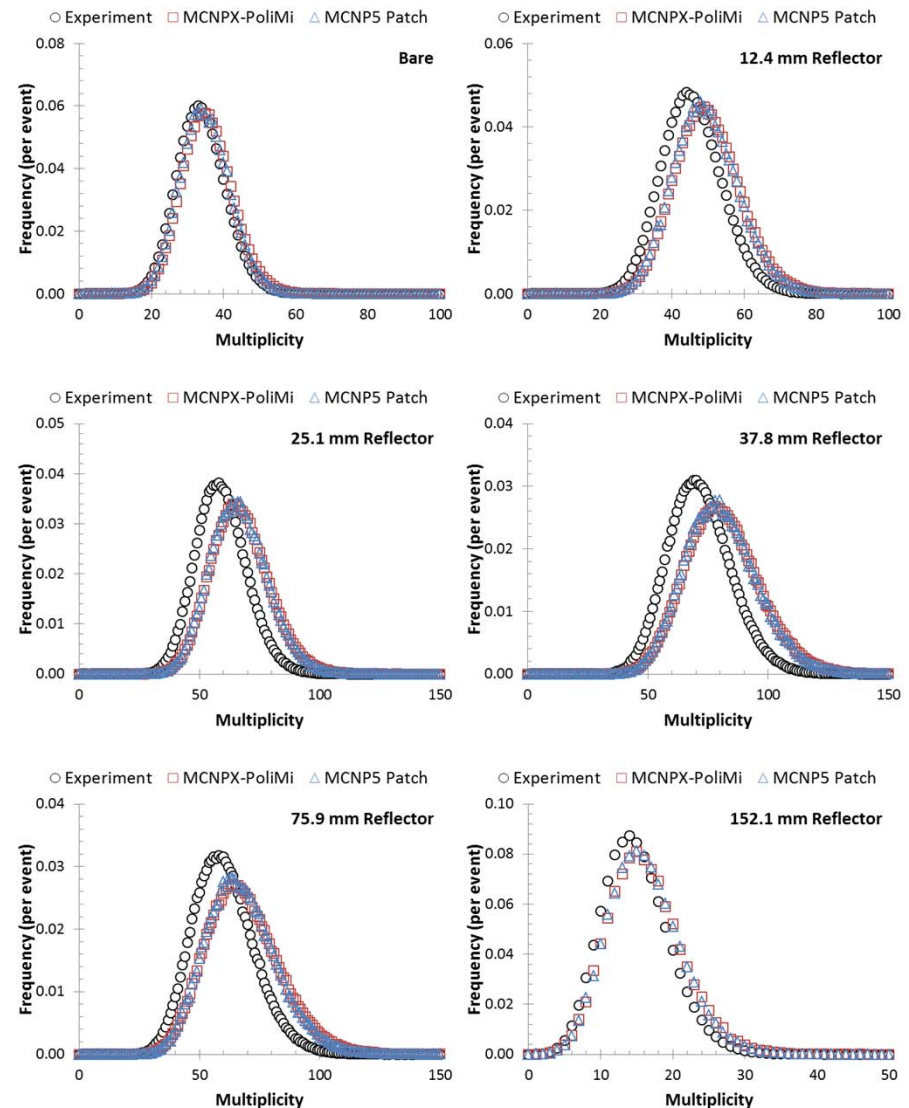 ○ Experiment □ MCNPX-PoliMi △ MCNP5 Patch
Bare
Frequency (per event)
0.08
0.06
0.04
0.02
0.00
0 20 40 60 80 100
Multiplicity
○ Experiment □ MCNPX-PoliMi △ MCNP5 Patch
12.4 mm Reflector
Frequency (per event)
0.06
0.04
0.02
0.00
0 20 40 60 80 100
Multiplicity
○ Experiment □ MCNPX-PoliMi △ MCNP5 Patch
25.1 mm Reflector
Frequency (per event)
0.05
0.04
0.03
0.02
0.01
0.00
0 50 100 150
Multiplicity
○ Experiment □ MCNPX-PoliMi △ MCNP5 Patch
37.8 mm Reflector
Frequency (per event)
0.04
0.03
0.02
0.01
0.00
0 50 100 150
Multiplicity
○ Experiment □ MCNPX-PoliMi △ MCNP5 Patch
75.9 mm Reflector
Frequency (per event)
0.04
0.03
0.02
0.01
0.00
0 50 100 150
Multiplicity
○ Experiment □ MCNPX-PoliMi △ MCNP5 Patch
152.1 mm Reflector
Frequency (per event)
0.10
0.08
0.06
0.04
0.02
0.00
0 10 20 30 40 50
Multiplicity